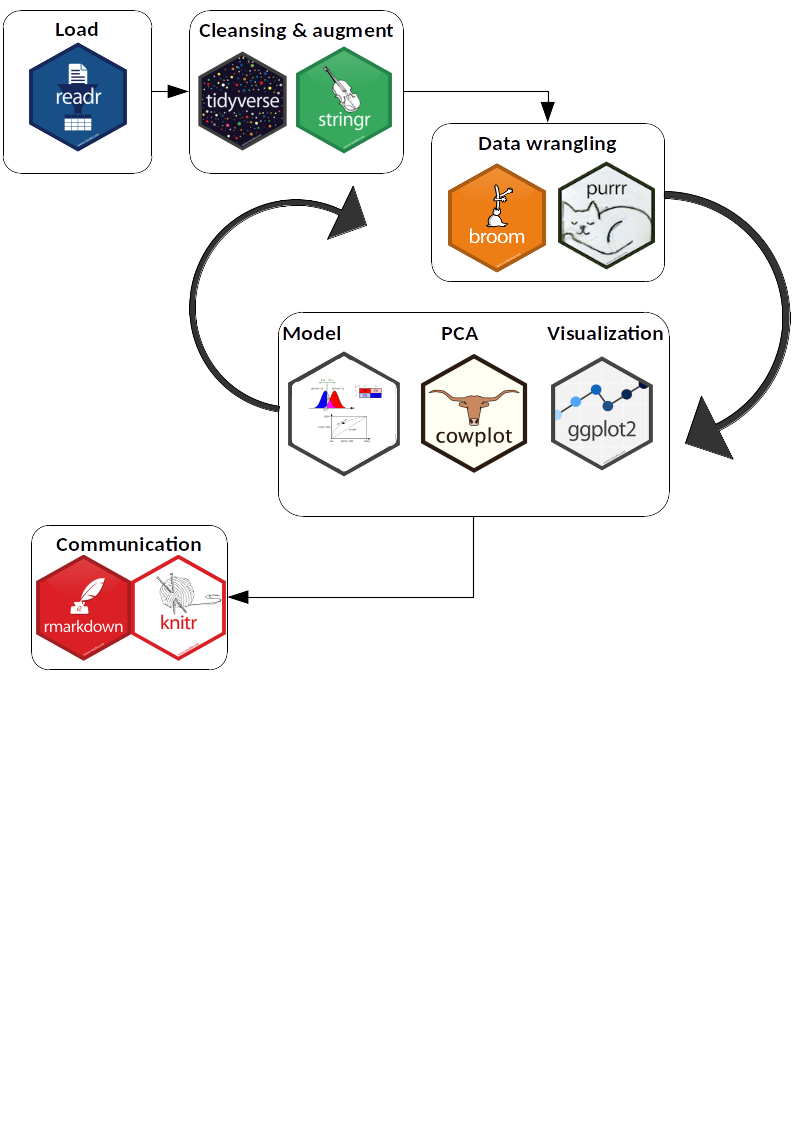 Load
readr
Cleansing & augment
tidyverse
stringr
Data wrangling
broom
purrr
Model
PCA
Visualization
cowplot
ggplot2
Communication
rmarkdown
knitr